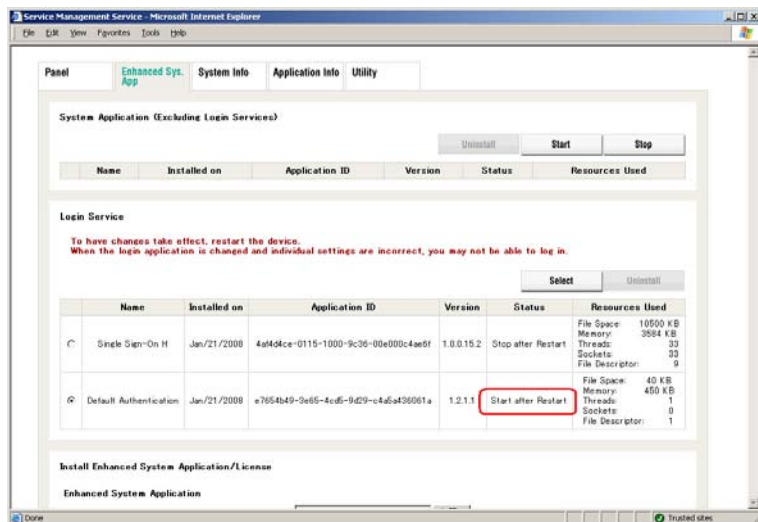 Service Management Service - Microsoft Internet Explorer
File Edit View Favorites Tools Help
Panel Enhanced Sys. App System Info Application Info Utility
System Application (Excluding Login Services)
Uninstall Start Stop
Name Installed on Application ID Version Status Resources Used
Login Service
To have changes take effect, restart the device.
When the login application is changed and individual settings are incorrect, you may not be able to log in.
Select Uninstall
Name Installed on Application ID Version Status Resources Used
Single Sign-On H Jan/21/2008 4af4d4ce-0115-1000-9c36-00e000c4ae6f 1.0.0.15.2 Stop after Restart
File Space: 10500 KB
Memory: 3584 KB
Threads: 33
Sockets: 33
File Descriptor: 9
Default Authentication Jan/21/2008 e7654b49-3e65-4cd5-9d29-c4a5a436061a 1.2.1.1 Start after Restart
File Space: 40 KB
Memory: 450 KB
Threads: 1
Sockets: 0
File Descriptor: 1
Install Enhanced System Application/License
Enhanced System Application
Done Trusted sites